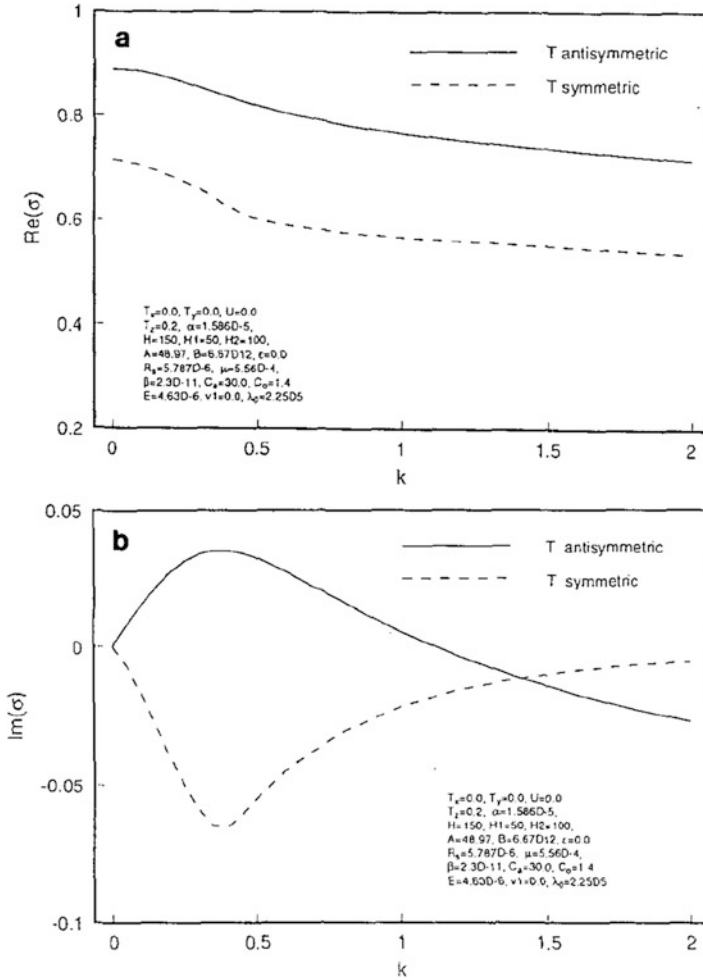 1
a
T antisymmetric
T symmetric
0.8
Re(σ)
0.6
0.4
Tx=0.0, Ty=0.0, U=0.0
Tz=0.2, α=1.586D-5,
H=150, H1=50, H2=100,
A=48.97, B=6.67D12, ε=0.0
Rs=5.787D-6, μ=5.56D-4,
β=2.3D-11, Ca=30.0, Co=1.4
E=4.63D-6, ν1=0.0, λ0=2.25D5
0.2
0 0.5 1 1.5 2
k
0.05
b
T antisymmetric
T symmetric
0
Im(σ)
-0.05
Tx=0.0, Ty=0.0, U=0.0
Tz=0.2, α=1.586D-5,
H=150, H1=50, H2=100,
A=48.97, B=6.67D12, ε=0.0
Rs=5.787D-6, μ=5.56D-4,
β=2.3D-11, Ca=30.0, Co=1.4
E=4.63D-6, ν1=0.0, λ0=2.25D5
-0.1
0 0.5 1 1.5 2
k